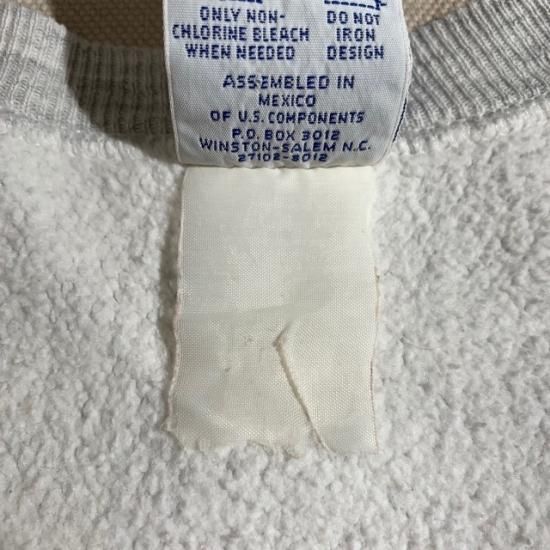 ONLY NON-
CHLORINE BLEACH
WHEN NEEDED
DO NOT
IRON
DESIGN
ASSEMBLED IN
MEXICO
OF U.S. COMPONENTS
P.O. BOX 3012
WINSTON-SALEM N.C.
27102-3012